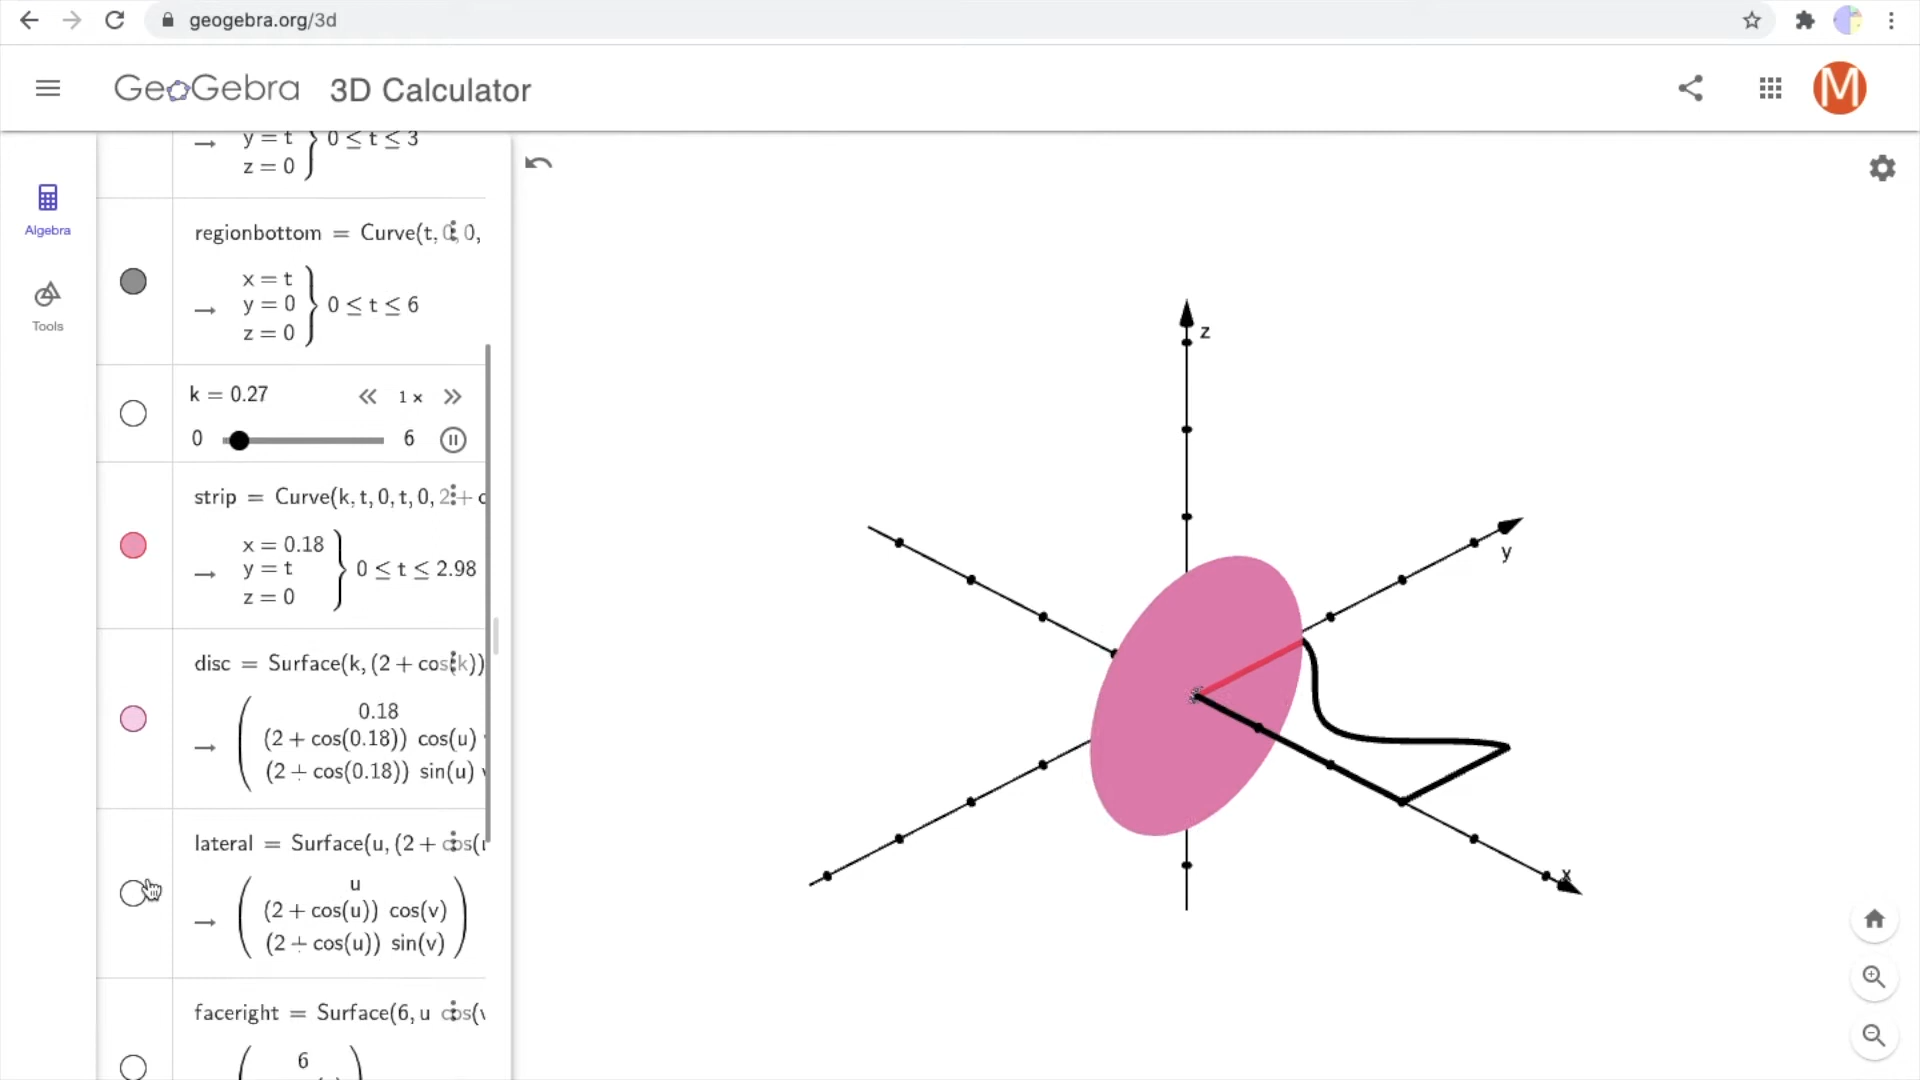 geogebra.org/3d
GeoGebra 3D Calculator
M
Algebra
Tools
y = t
→ } 0 ≤ t ≤ 3
z = 0
regionbottom = Curve(t, 0, 0,
x = t
→ y = 0 } 0 ≤ t ≤ 6
z = 0
k = 0.27 1 ×
0 6
strip = Curve(k, t, 0, t, 0, 2 + c
x = 0.18
→ y = t } 0 ≤ t ≤ 2.98
z = 0
disc = Surface(k, (2 + cos(k))
0.18
→ (2 + cos(0.18)) cos(u)
(2 + cos(0.18)) sin(u)
lateral = Surface(u, (2 + cos(
u
→ (2 + cos(u)) cos(v)
(2 + cos(u)) sin(v)
faceright = Surface(6, u cos(
6
z
y
x